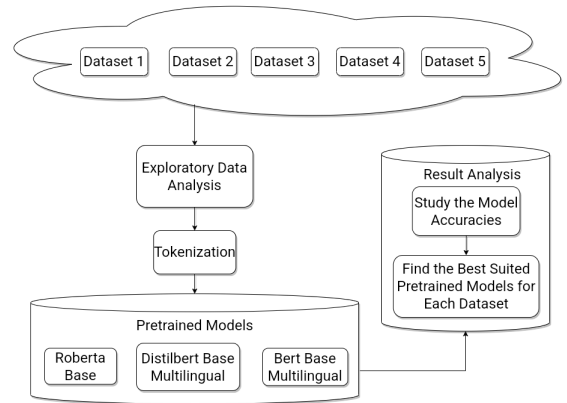 Dataset 1
Dataset 2
Dataset 3
Dataset 4
Dataset 5
Exploratory Data
Analysis
Tokenization
Pretrained Models
Roberta
Base
Distilbert Base
Multilingual
Bert Base
Multilingual
Result Analysis
Study the Model
Accuracies
Find the Best Suited
Pretrained Models for
Each Dataset